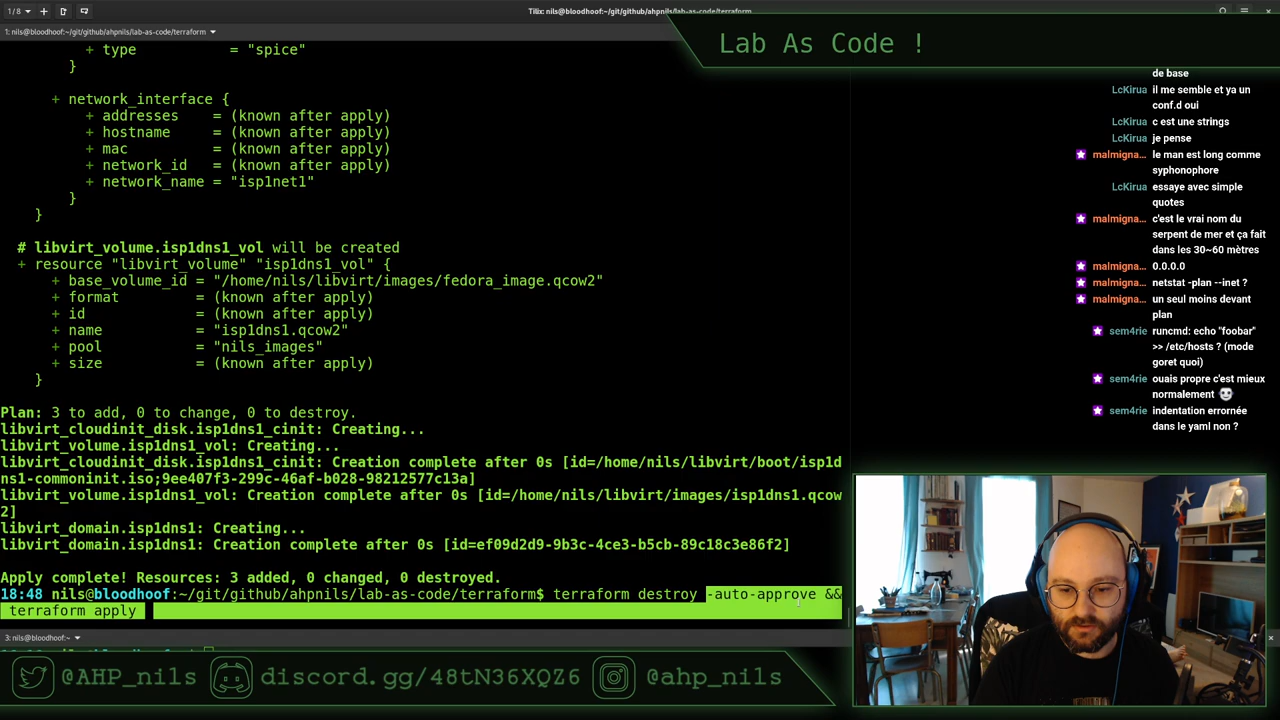 1 / 8
Tilix: nils@bloodhoof:~/git/github/ahpnils/lab-as-code/terraform
1: nils@bloodhoof:~/git/github/ahpnils/lab-as-code/terraform
Lab As Code !
+ type           = "spice"
}
+ network_interface {
+ addresses    = (known after apply)
+ hostname     = (known after apply)
+ mac          = (known after apply)
+ network_id   = (known after apply)
+ network_name = "isp1net1"
}
}
# libvirt_volume.isp1dns1_vol will be created
+ resource "libvirt_volume" "isp1dns1_vol" {
+ base_volume_id = "/home/nils/libvirt/images/fedora_image.qcow2"
+ format         = (known after apply)
+ id             = (known after apply)
+ name           = "isp1dns1.qcow2"
+ pool           = "nils_images"
+ size           = (known after apply)
}
Plan: 3 to add, 0 to change, 0 to destroy.
libvirt_cloudinit_disk.isp1dns1_cinit: Creating...
libvirt_volume.isp1dns1_vol: Creating...
libvirt_cloudinit_disk.isp1dns1_cinit: Creation complete after 0s [id=/home/nils/libvirt/boot/isp1d
ns1-commoninit.iso;9ee407f3-299c-46af-b028-98212577c13a]
libvirt_volume.isp1dns1_vol: Creation complete after 0s [id=/home/nils/libvirt/images/isp1dns1.qcow
2]
libvirt_domain.isp1dns1: Creating...
libvirt_domain.isp1dns1: Creation complete after 0s [id=ef09d2d9-9b3c-4ce3-b5cb-89c18c3e86f2]
Apply complete! Resources: 3 added, 0 changed, 0 destroyed.
18:48 nils@bloodhoof:~/git/github/ahpnils/lab-as-code/terraform$ terraform destroy -auto-approve &&
terraform apply
3: nils@bloodhoof:~
de base
LcKirua il me semble et ya un
conf.d oui
LcKirua c est une strings
LcKirua je pense
malmigna... le man est long comme
syphonophore
LcKirua essaye avec simple
quotes
malmigna... c'est le vrai nom du
serpent de mer et ça fait
dans les 30~60 mètres
malmigna... 0.0.0.0
malmigna... netstat -plan --inet ?
malmigna... un seul moins devant
plan
sem4rie runcmd: echo "foobar"
>> /etc/hosts ? (mode
goret quoi)
sem4rie ouais propre c'est mieux
normalement
sem4rie indentation errornée
dans le yaml non ?
@AHP_nils discord.gg/48tN36XQZ6 @ahp_nils